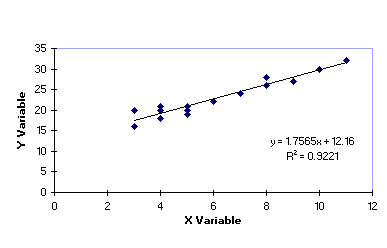 35
30
25
20
15
10
5
0
Y Variable
y = 1.7565x + 12.16
R² = 0.9221
0 2 4 6 8 10 12
X Variable